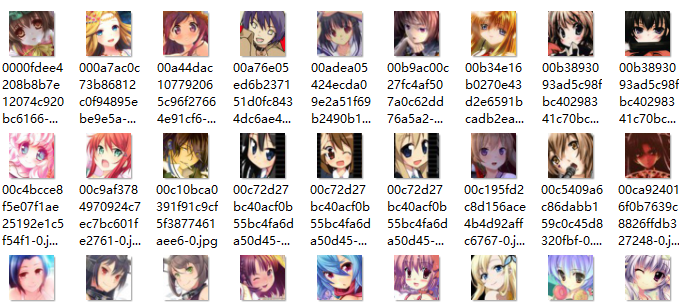 0000fdee4
208b8b7e
12074c920
bc6166-...
000a7ac0c
73b86812
c0f94895e
be9e5a-...
00a44dac
10779206
5c96f2766
4e91cf6-...
00a76e05
ed6b2371
51d0fc843
4dc6ae4...
00adea05
424ecda0
9e2a51f69
b2490b1...
00b9ac00c
27fc4af50
7a0c62dd
76a5a2-...
00b34e16
b0270e43
d2e6591b
cadb2ea...
00b38930
93ad5c98f
bc402983
41c70bc...
00b38930
93ad5c98f
bc402983
41c70bc...
00c4bcce8
f5e07f1ae
25192e1c5
f54f1-0.j...
00c9af378
4970924c7
ec7bc601f
e2761-0.j...
00c10bca0
391f91c9cf
5f3877461
aee6-0.jpg
00c72d27
bc40acf0b
55bc4fa6d
a50d45-...
00c72d27
bc40acf0b
55bc4fa6d
a50d45-...
00c72d27
bc40acf0b
55bc4fa6d
a50d45-...
00c195fd2
c8d156ace
4b4d92aff
c6767-0.j...
00c5409a6
c86dabb1
59c0c45d8
320fbf-0....
00ca92401
6f0b7639c
8826ffdb3
27248-0.j...